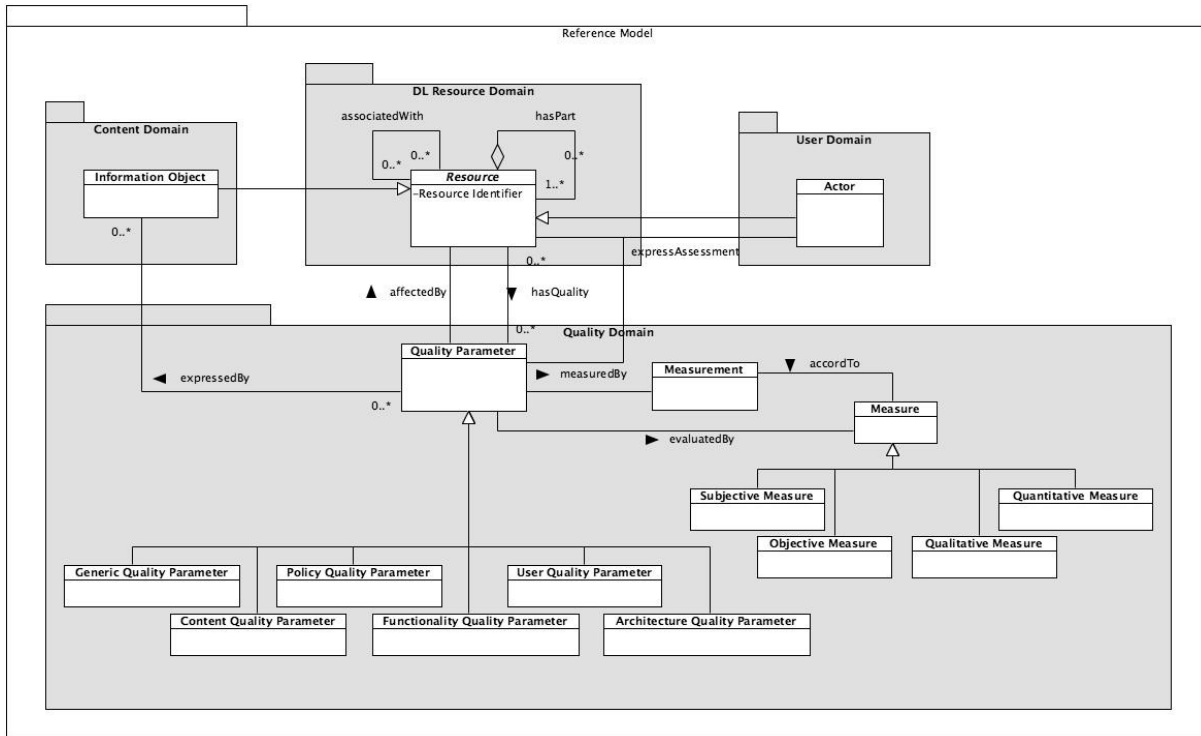 Reference Model
DL Resource Domain
associatedWith
hasPart
Content Domain
User Domain
0..*
0..*
0..*
Information Object
Resource
Actor
1..*
–Resource Identifier
0..*
expressAssessment
0..*
affectedBy
hasQuality
0..*
Quality Domain
Quality Parameter
accordTo
expressedBy
measuredBy
Measurement
0..*
Measure
evaluatedBy
Subjective Measure
Quantitative Measure
Objective Measure
Qualitative Measure
Generic Quality Parameter
Policy Quality Parameter
User Quality Parameter
Content Quality Parameter
Functionality Quality Parameter
Architecture Quality Parameter